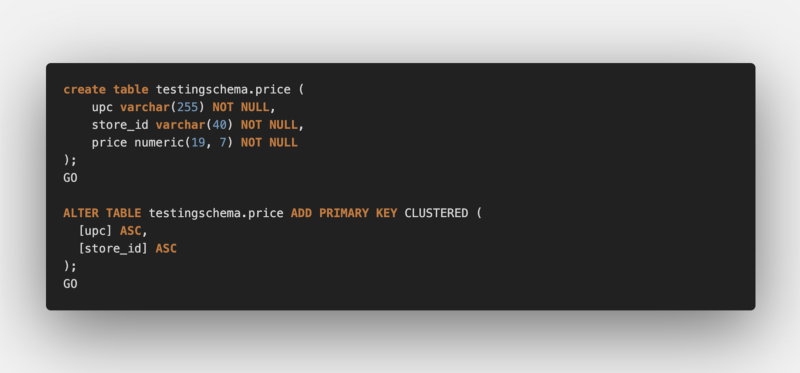 create table testingschema.price (
    upc varchar(255) NOT NULL,
    store_id varchar(40) NOT NULL,
    price numeric(19, 7) NOT NULL
);
GO

ALTER TABLE testingschema.price ADD PRIMARY KEY CLUSTERED (
  [upc] ASC,
  [store_id] ASC
);
GO